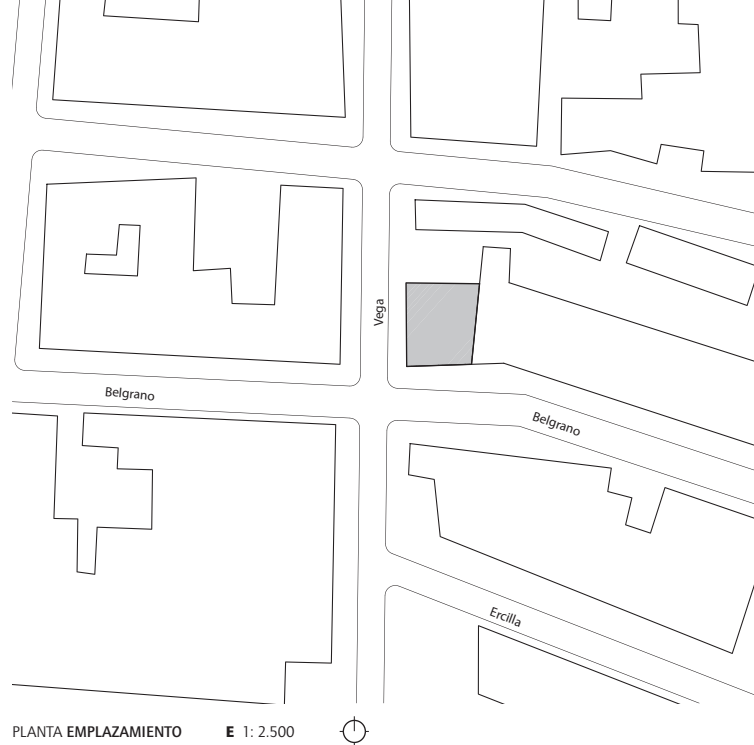 Vega
Belgrano
Belgrano
Ercilla
PLANTA EMPLAZAMIENTO E 1: 2.500